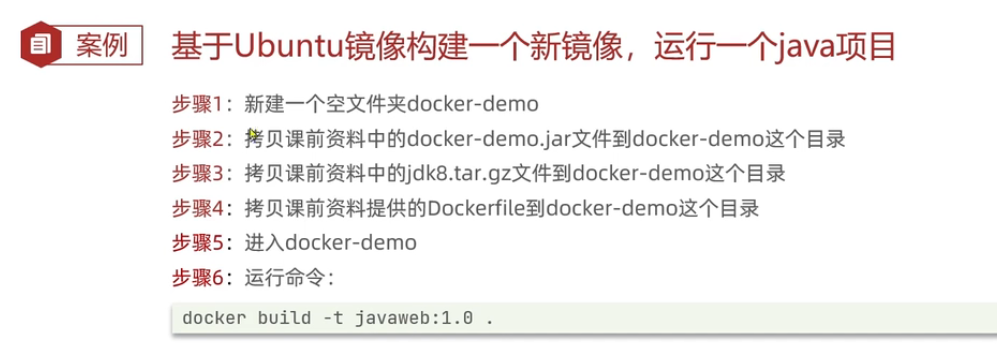 案例 基于Ubuntu镜像构建一个新镜像，运行一个java项目
步骤1：新建一个空文件夹docker-demo
步骤2：拷贝课前资料中的docker-demo.jar文件到docker-demo这个目录
步骤3：拷贝课前资料中的jdk8.tar.gz文件到docker-demo这个目录
步骤4：拷贝课前资料提供的Dockerfile到docker-demo这个目录
步骤5：进入docker-demo
步骤6：运行命令：
docker build -t javaweb:1.0 .